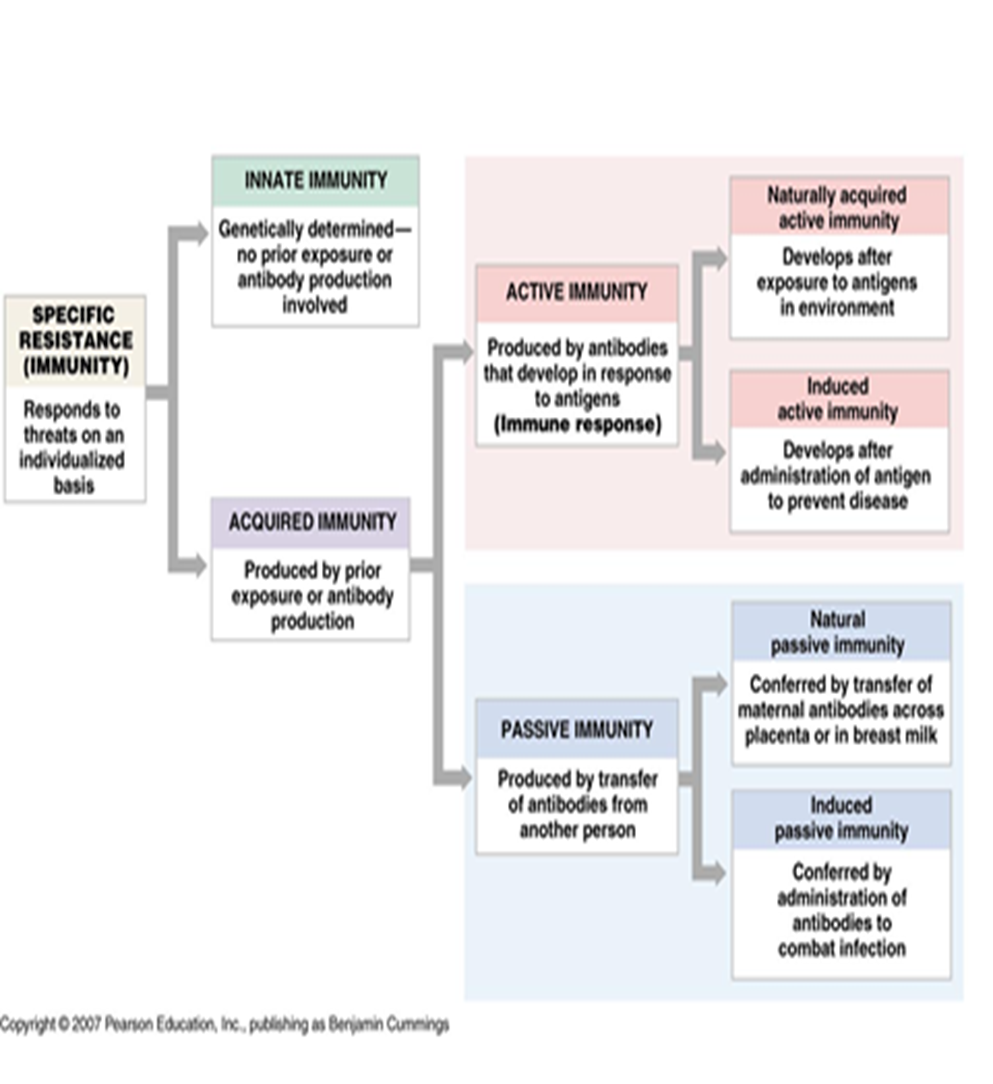 SPECIFIC
RESISTANCE
(IMMUNITY)
Responds to
threats on an
individualized
basis
INNATE IMMUNITY
Genetically determined—
no prior exposure or
antibody production
involved
ACQUIRED IMMUNITY
Produced by prior
exposure or antibody
production
ACTIVE IMMUNITY
Produced by antibodies
that develop in response
to antigens
(Immune response)
Naturally acquired
active immunity
Develops after
exposure to antigens
in environment
Induced
active immunity
Develops after
administration of antigen
to prevent disease
PASSIVE IMMUNITY
Produced by transfer
of antibodies from
another person
Natural
passive immunity
Conferred by transfer of
maternal antibodies across
placenta or in breast milk
Induced
passive immunity
Conferred by
administration of
antibodies to
combat infection
Copyright © 2007 Pearson Education, Inc., publishing as Benjamin Cummings